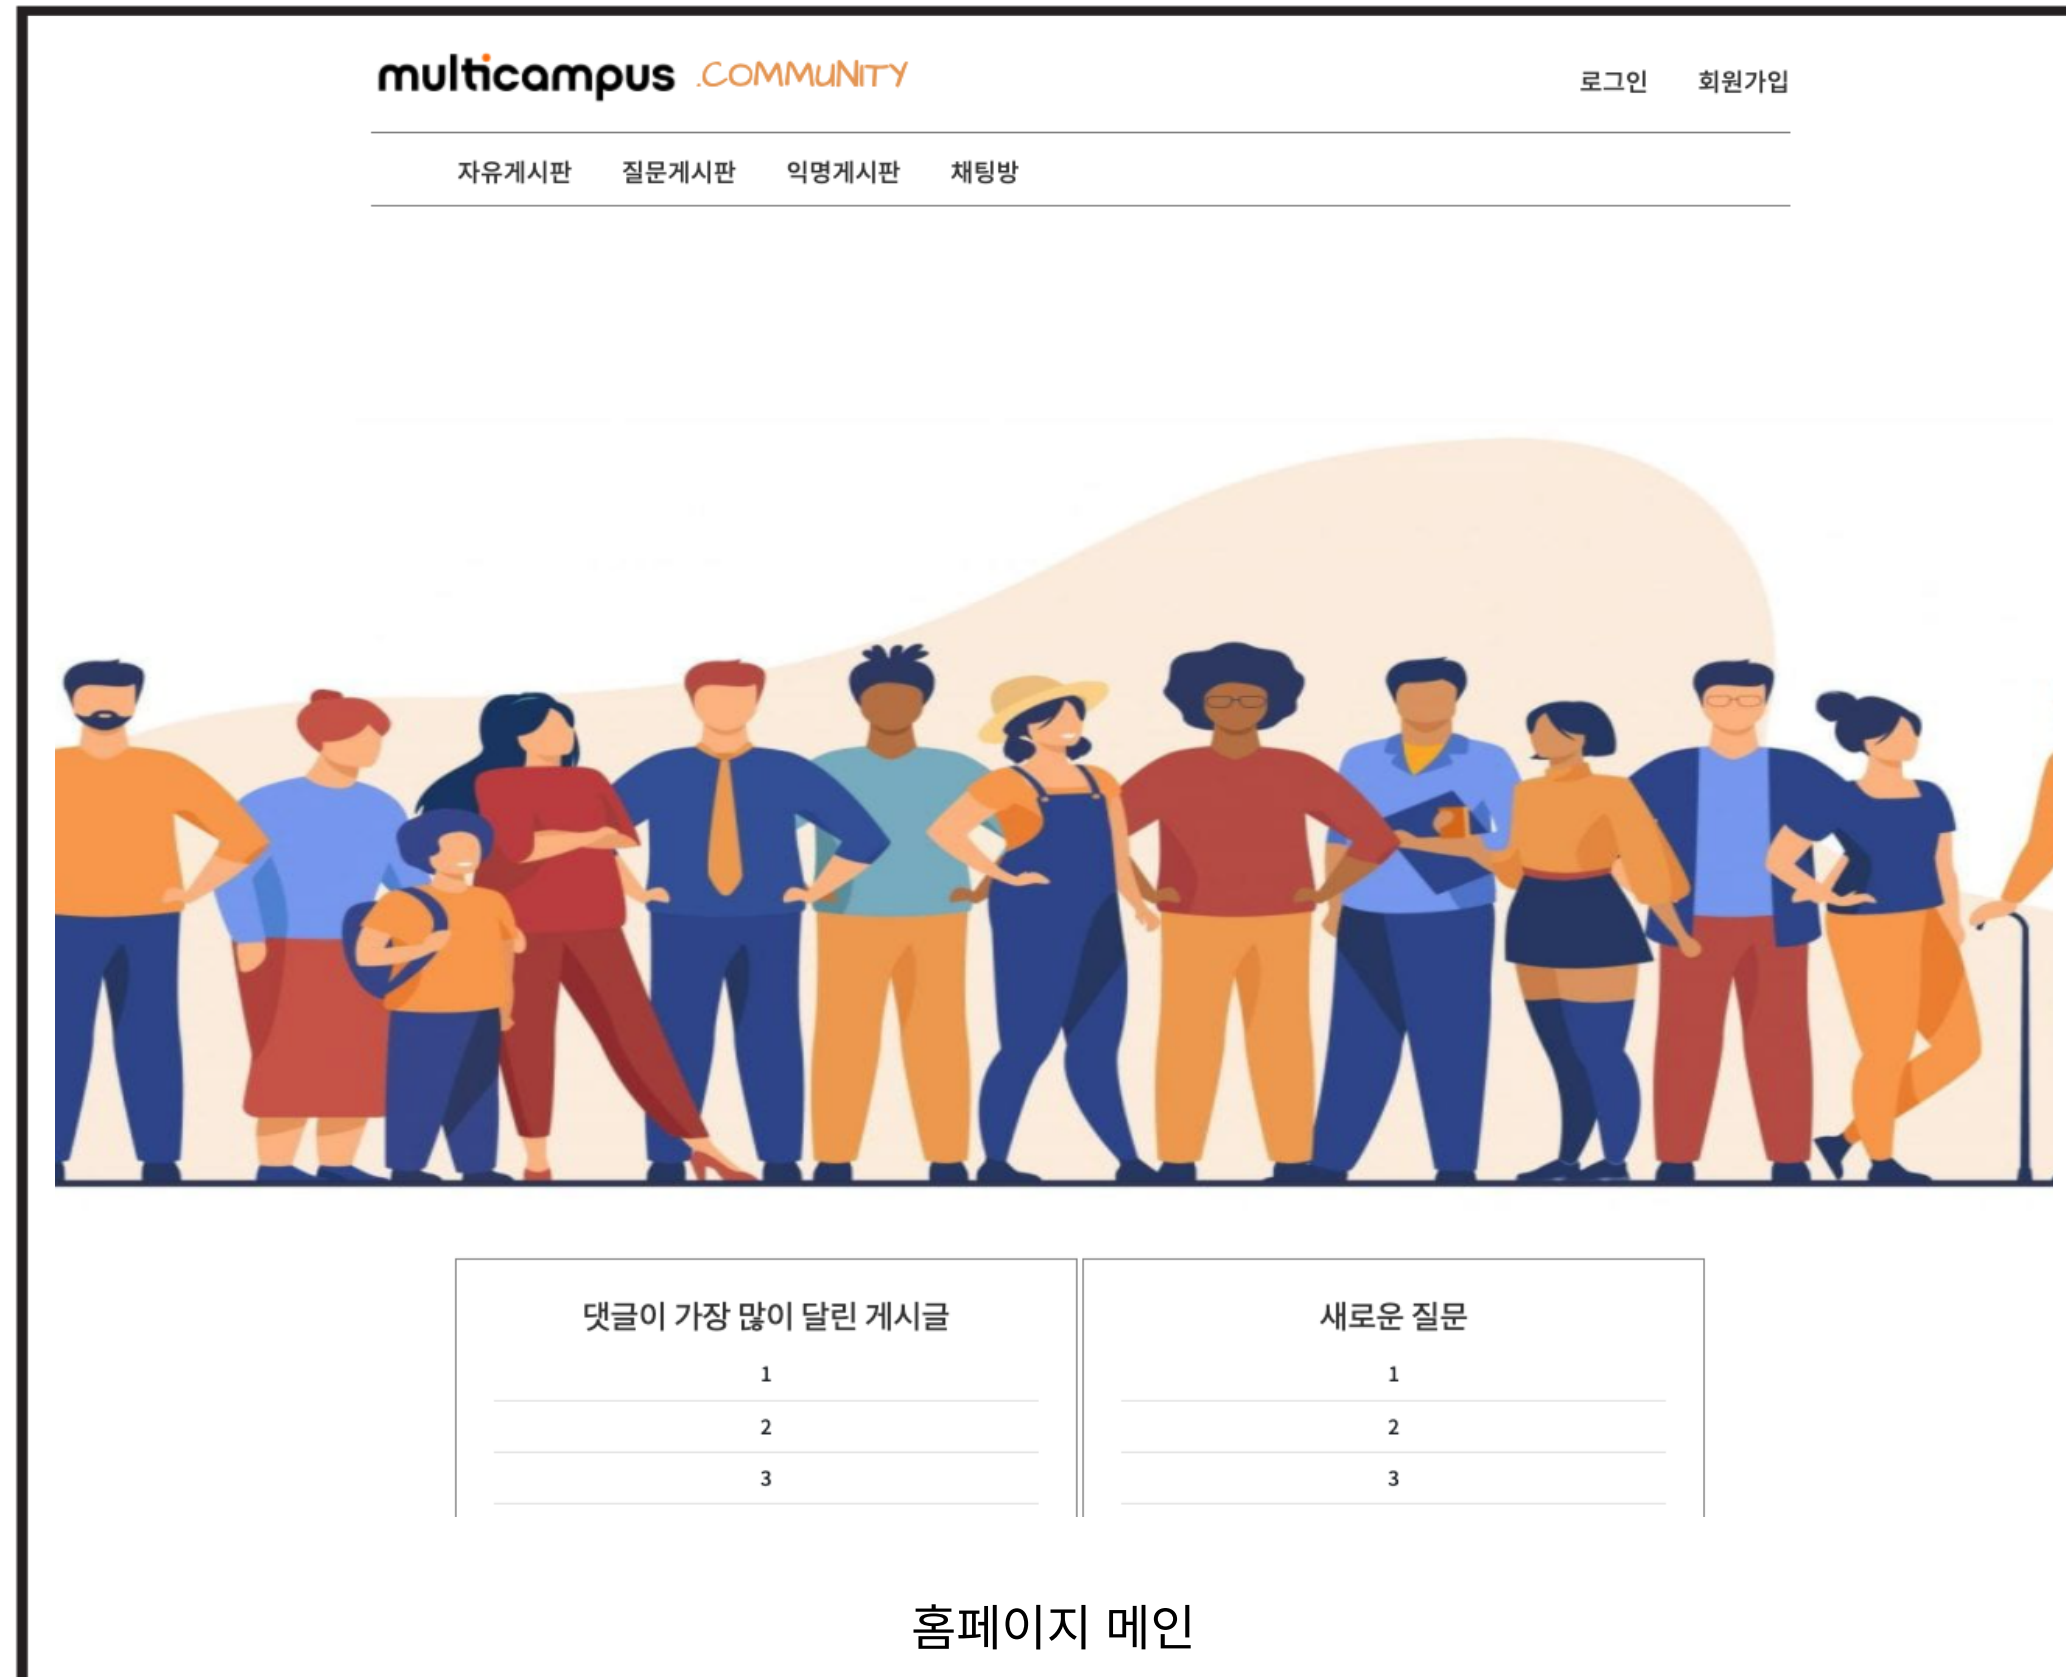 multicampus .COMMUNITY
로그인 회원가입
자유게시판 질문게시판 익명게시판 채팅방
댓글이 가장 많이 달린 게시글
1
2
3
새로운 질문
1
2
3
홈페이지 메인